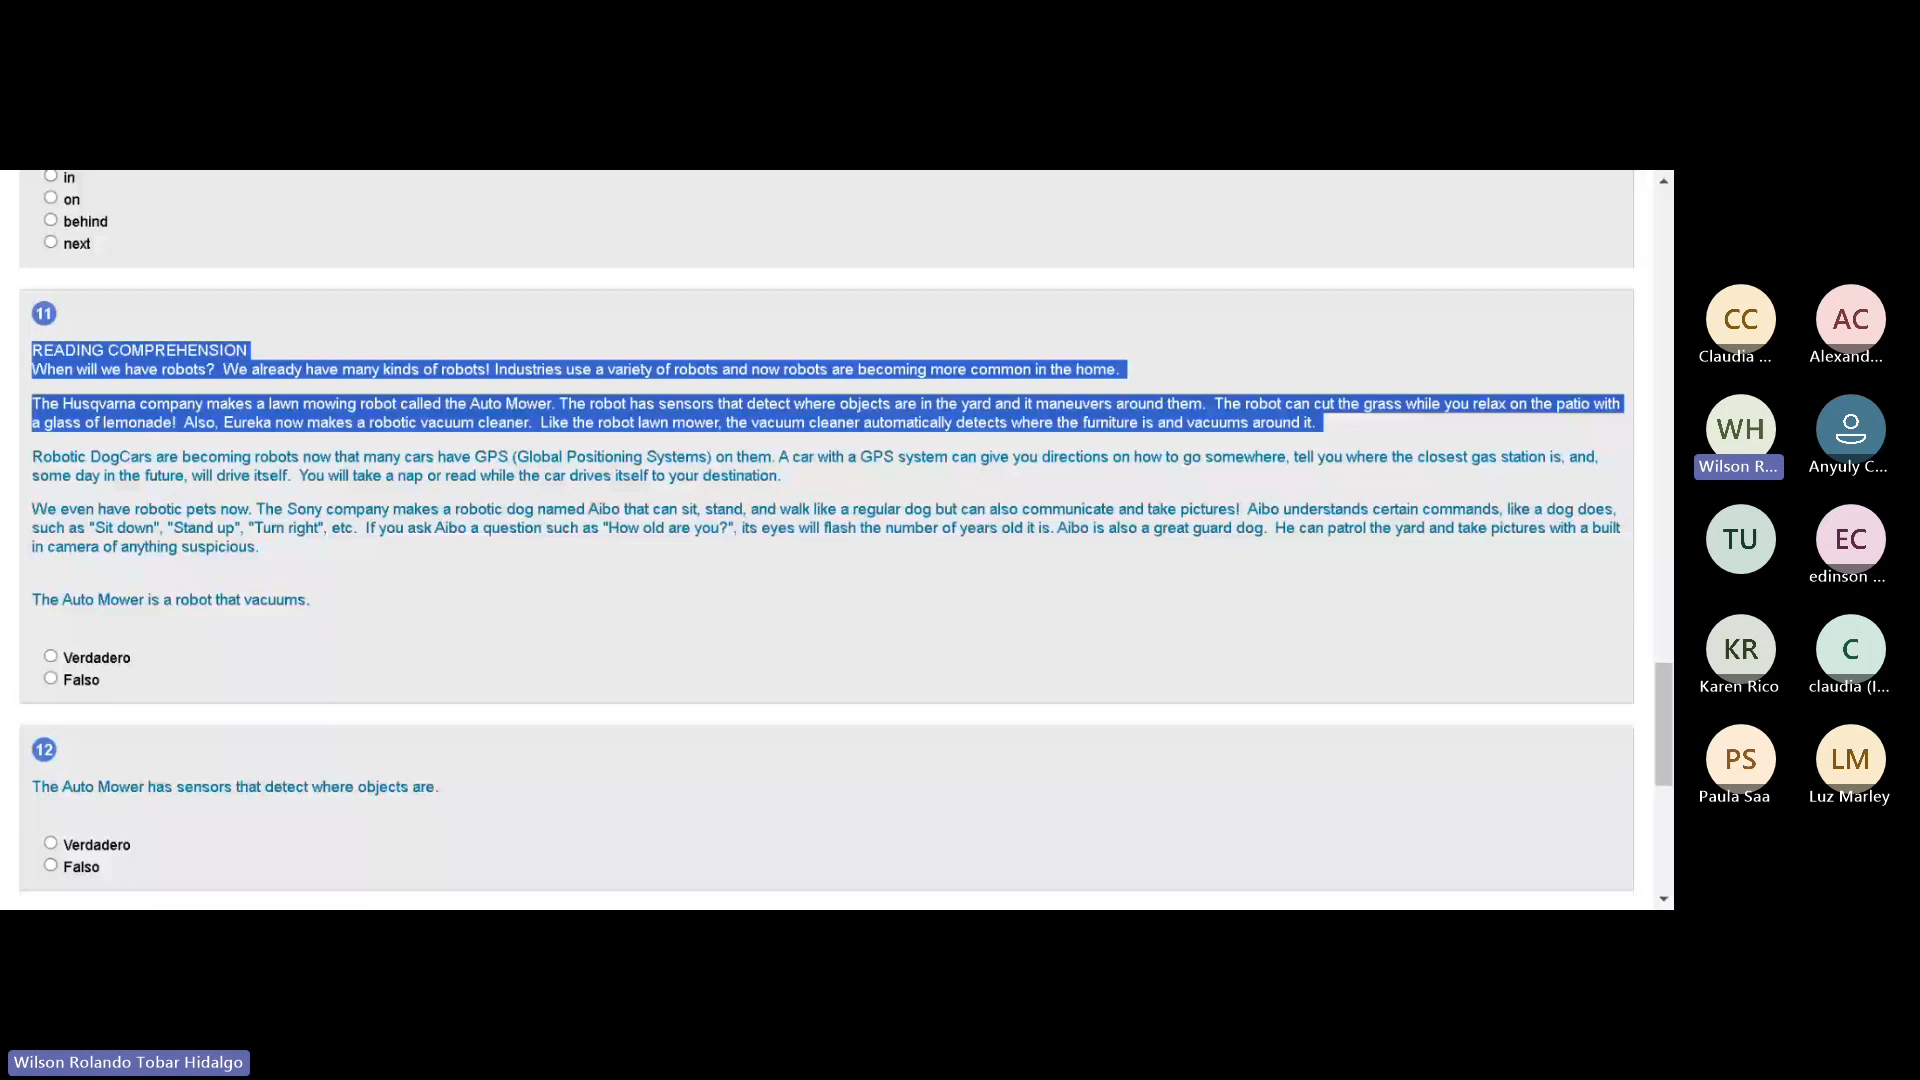 in
on
behind
next
11
READING COMPREHENSION
When will we have robots?  We already have many kinds of robots! Industries use a variety of robots and now robots are becoming more common in the home.
The Husqvarna company makes a lawn mowing robot called the Auto Mower. The robot has sensors that detect where objects are in the yard and it maneuvers around them.  The robot can cut the grass while you relax on the patio with
a glass of lemonade!  Also, Eureka now makes a robotic vacuum cleaner.  Like the robot lawn mower, the vacuum cleaner automatically detects where the furniture is and vacuums around it.
Robotic DogCars are becoming robots now that many cars have GPS (Global Positioning Systems) on them. A car with a GPS system can give you directions on how to go somewhere, tell you where the closest gas station is, and,
some day in the future, will drive itself.  You will take a nap or read while the car drives itself to your destination.
We even have robotic pets now. The Sony company makes a robotic dog named Aibo that can sit, stand, and walk like a regular dog but can also communicate and take pictures!  Aibo understands certain commands, like a dog does,
such as "Sit down", "Stand up", "Turn right", etc.  If you ask Aibo a question such as "How old are you?", its eyes will flash the number of years old it is. Aibo is also a great guard dog.  He can patrol the yard and take pictures with a built
in camera of anything suspicious.
The Auto Mower is a robot that vacuums.
Verdadero
Falso
12
The Auto Mower has sensors that detect where objects are.
Verdadero
Falso
CC
AC
Claudia ...
Alexand...
WH
Wilson R...
Anyuly C...
TU
EC
edinson ...
KR
C
Karen Rico
claudia (I...
PS
LM
Paula Saa
Luz Marley
Wilson Rolando Tobar Hidalgo